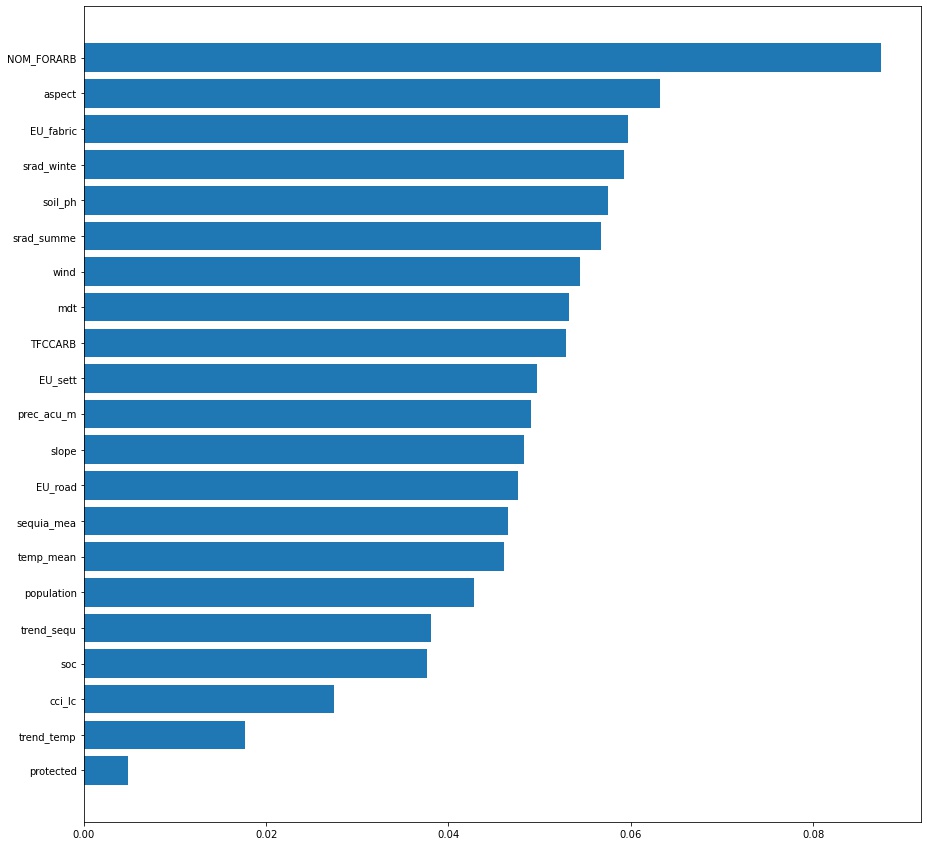 NOM_FORARB
aspect
EU_fabric
srad_winte
soil_ph
srad_summe
wind
mdt
TFCCARB
EU_sett
prec_acu_m
slope
EU_road
sequia_mea
temp_mean
population
trend_sequ
soc
cci_lc
trend_temp
protected
0.00 0.02 0.04 0.06 0.08